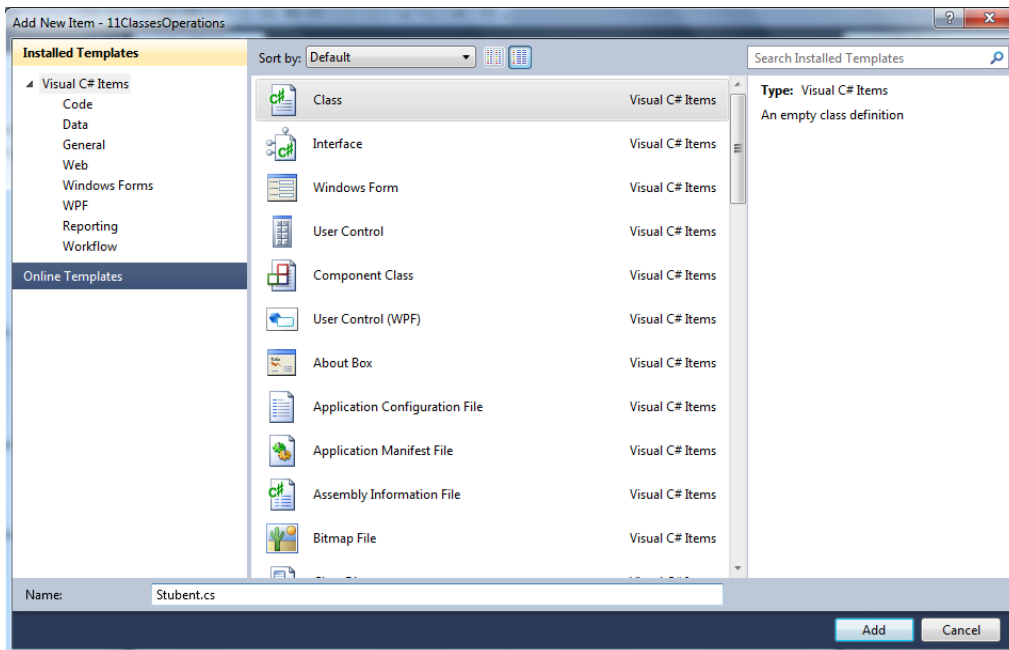 Add New Item - 11ClassesOperations
Installed Templates
Sort by: Default
Search Installed Templates
Visual C# Items
Code
Data
General
Web
Windows Forms
WPF
Reporting
Workflow
Online Templates
Class Visual C# Items
Interface Visual C# Items
Windows Form Visual C# Items
User Control Visual C# Items
Component Class Visual C# Items
User Control (WPF) Visual C# Items
About Box Visual C# Items
Application Configuration File Visual C# Items
Application Manifest File Visual C# Items
Assembly Information File Visual C# Items
Bitmap File Visual C# Items
Type: Visual C# Items
An empty class definition
Name: Stubent.cs
Add Cancel